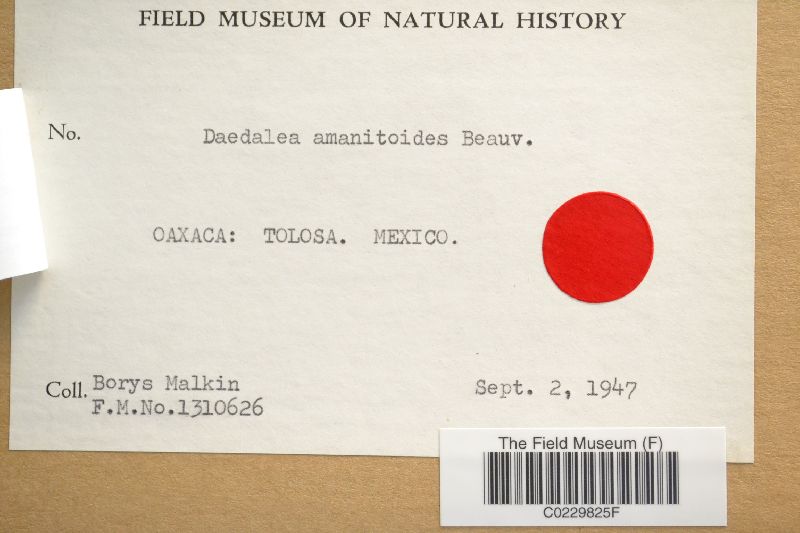 FIELD MUSEUM OF NATURAL HISTORY
No.
Daedalea amanitoides Beauv.
OAXACA: TOLOSA. MEXICO.
Coll. Borys Malkin
F.M.No.1310626
Sept. 2, 1947
The Field Museum (F)
C0229825F